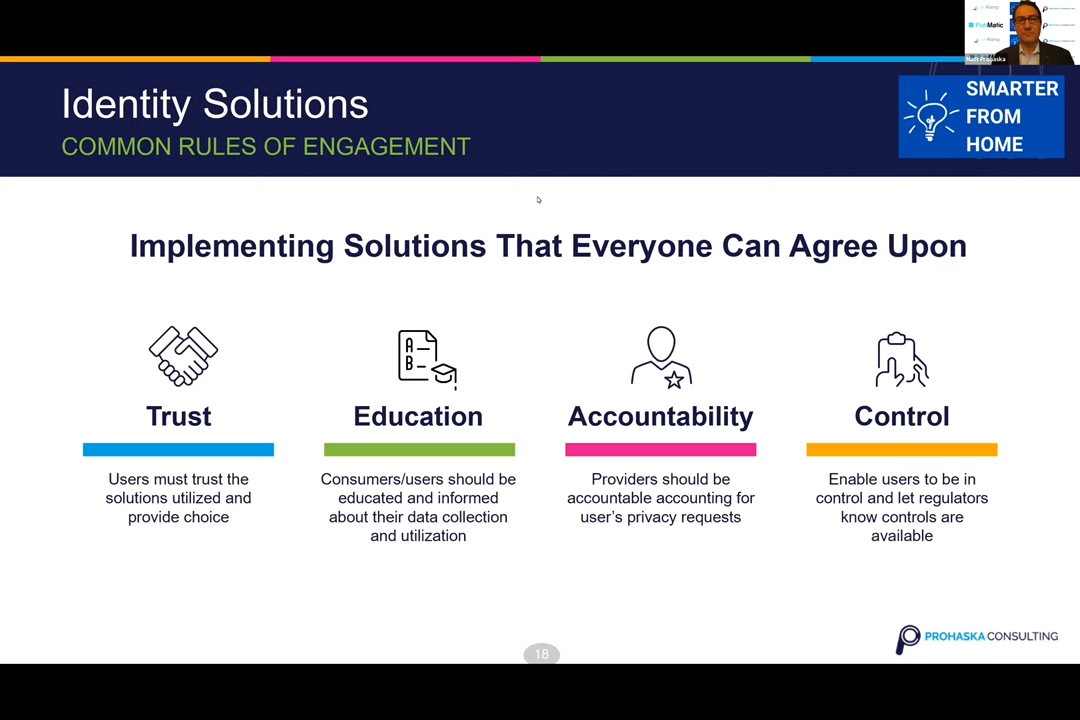 PubMatic
Matt Prohaska
Identity Solutions
COMMON RULES OF ENGAGEMENT
SMARTER
FROM
HOME
Implementing Solutions That Everyone Can Agree Upon
A
B
Trust
Users must trust the
solutions utilized and
provide choice
Education
Consumers/users should be
educated and informed
about their data collection
and utilization
Accountability
Providers should be
accountable accounting for
user’s privacy requests
Control
Enable users to be in
control and let regulators
know controls are
available
PROHASKA CONSULTING
18